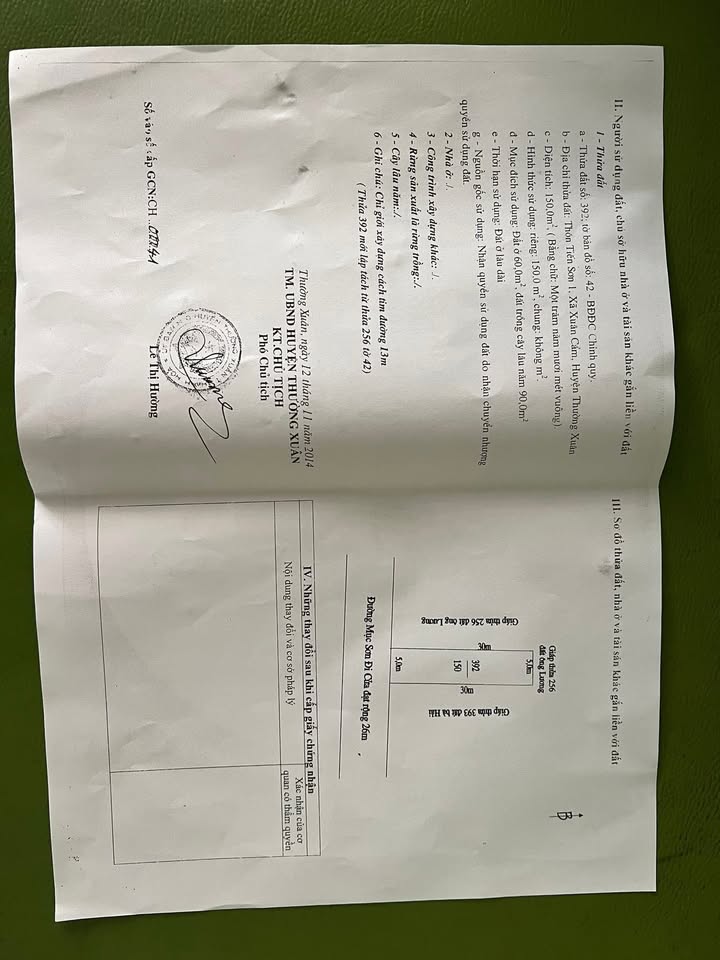 II. Người sử dụng đất, chủ sở hữu nhà ở và tài sản khác gắn liền với đất
1 - Thửa đất
a - Thửa đất số: 392, tờ bản đồ số: 42 - BĐĐC Chính quy.
b - Địa chỉ thửa đất: Thôn Tiến Sơn 1, Xã Xuân Cẩm, Huyện Thường Xuân
c - Diện tích: 150,0m², ( Bằng chữ: Một trăm năm mươi mét vuông).
d - Hình thức sử dụng: riêng: 150.0 m², chung: không m².
đ - Mục đích sử dụng: Đất ở 60,0m², đất trồng cây lâu năm 90,0m²
e - Thời hạn sử dụng: Đất ở lâu dài
g - Nguồn gốc sử dụng: Nhận quyền sử dụng đất do nhận chuyển nhượng
quyền sử dụng đất.
2 - Nhà ở: ./.
3 - Công trình xây dựng khác: ./.
4 - Rừng sản xuất là rừng trồng:./.
5 - Cây lâu năm:./.
6 - Ghi chú: Chỉ giới xây dựng cách tim đường 13m
( Thửa 392 mới lập tách từ thửa 256 tờ 42)
Thường Xuân, ngày 12 tháng 11 năm 2014
TM. UBND HUYỆN THƯỜNG XUÂN
KT.CHỦ TỊCH
Phó Chủ tịch
Lê Thị Hường
Số vào sổ cấp GCN:CH
III. Sơ đồ thửa đất, nhà ở và tài sản khác gắn liền với đất
B
Giáp thửa 256
đất ông Lương
5,0m
Giáp thửa 256 đất ông Lương
30m
392
150
30m
Giáp thửa 393 đất bà Hải
5,0m
Đường Mục Sơn Đi Cửa đạt rộng 26m
IV. Những thay đổi sau khi cấp giấy chứng nhận
Nội dung thay đổi và cơ sở pháp lý
Xác nhận của cơ
quan có thẩm quyền